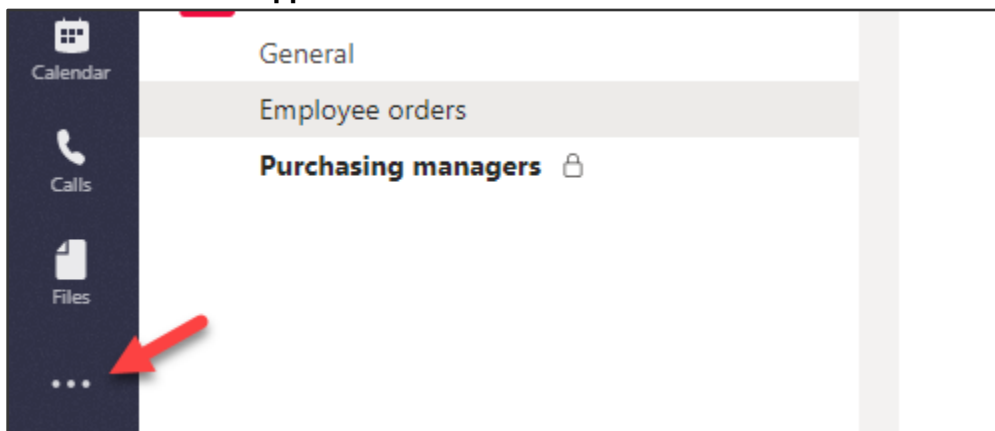 Calendar
General
Employee orders
Purchasing managers
Calls
Files